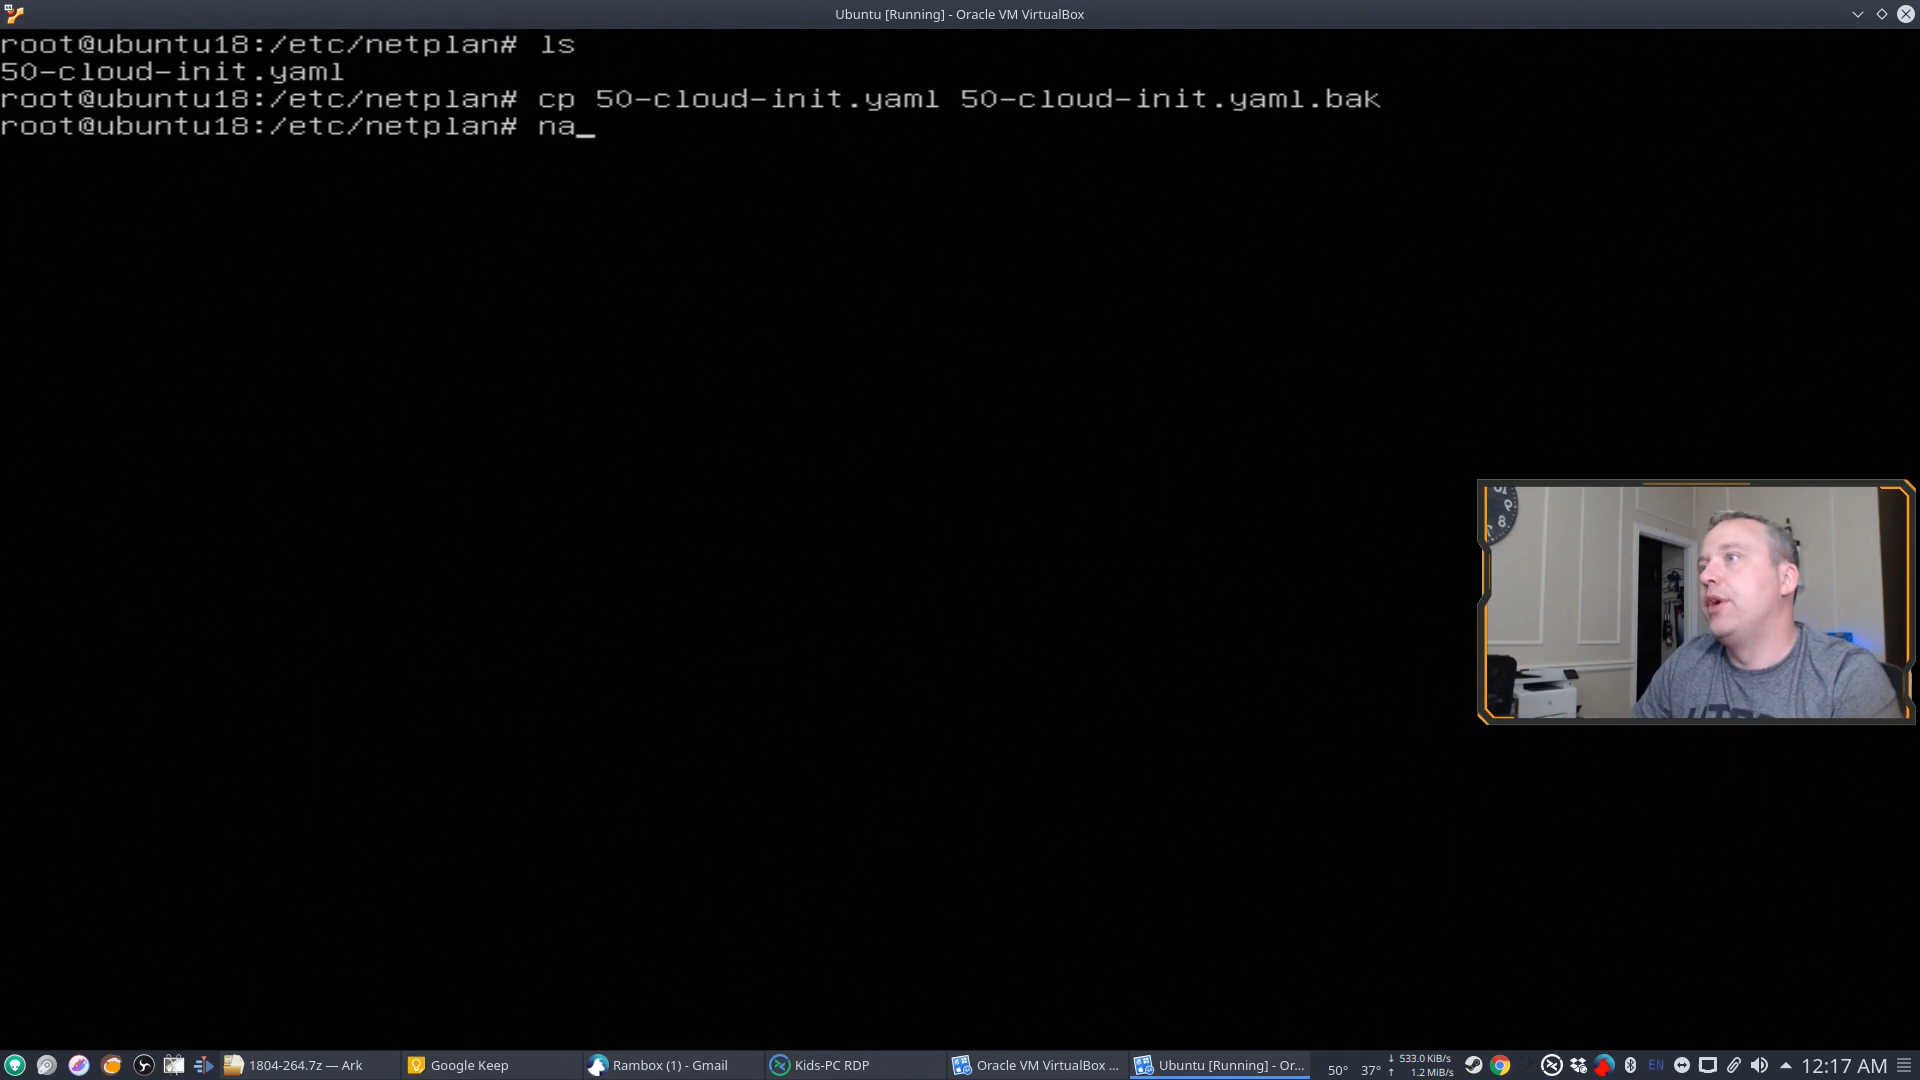 Ubuntu [Running] - Oracle VM VirtualBox
root@ubuntu18:/etc/netplan# ls
50-cloud-init.yaml
root@ubuntu18:/etc/netplan# cp 50-cloud-init.yaml 50-cloud-init.yaml.bak
root@ubuntu18:/etc/netplan# na_
1804-264.7z — Ark
Google Keep
Rambox (1) - Gmail
Kids-PC RDP
Oracle VM VirtualBox ...
Ubuntu [Running] - Or...
50° 37°
↓ 533.0 KiB/s
↑ 1.2 MiB/s
EN
12:17 AM